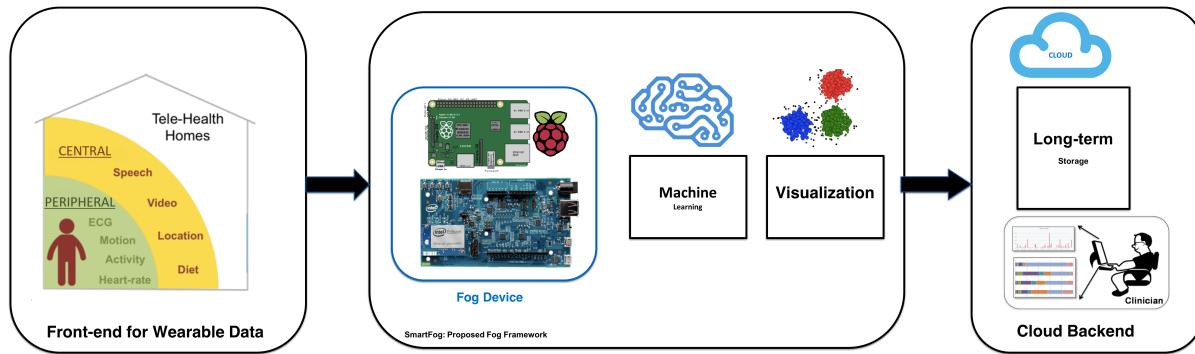 Tele-Health
Homes
CENTRAL
Speech
PERIPHERAL
Video
ECG
Motion
Location
Activity
Diet
Heart-rate
Front-end for Wearable Data
Fog Device
Machine
Learning
Visualization
SmartFog: Proposed Fog Framework
CLOUD
Long-term
Storage
Clinician
Cloud Backend